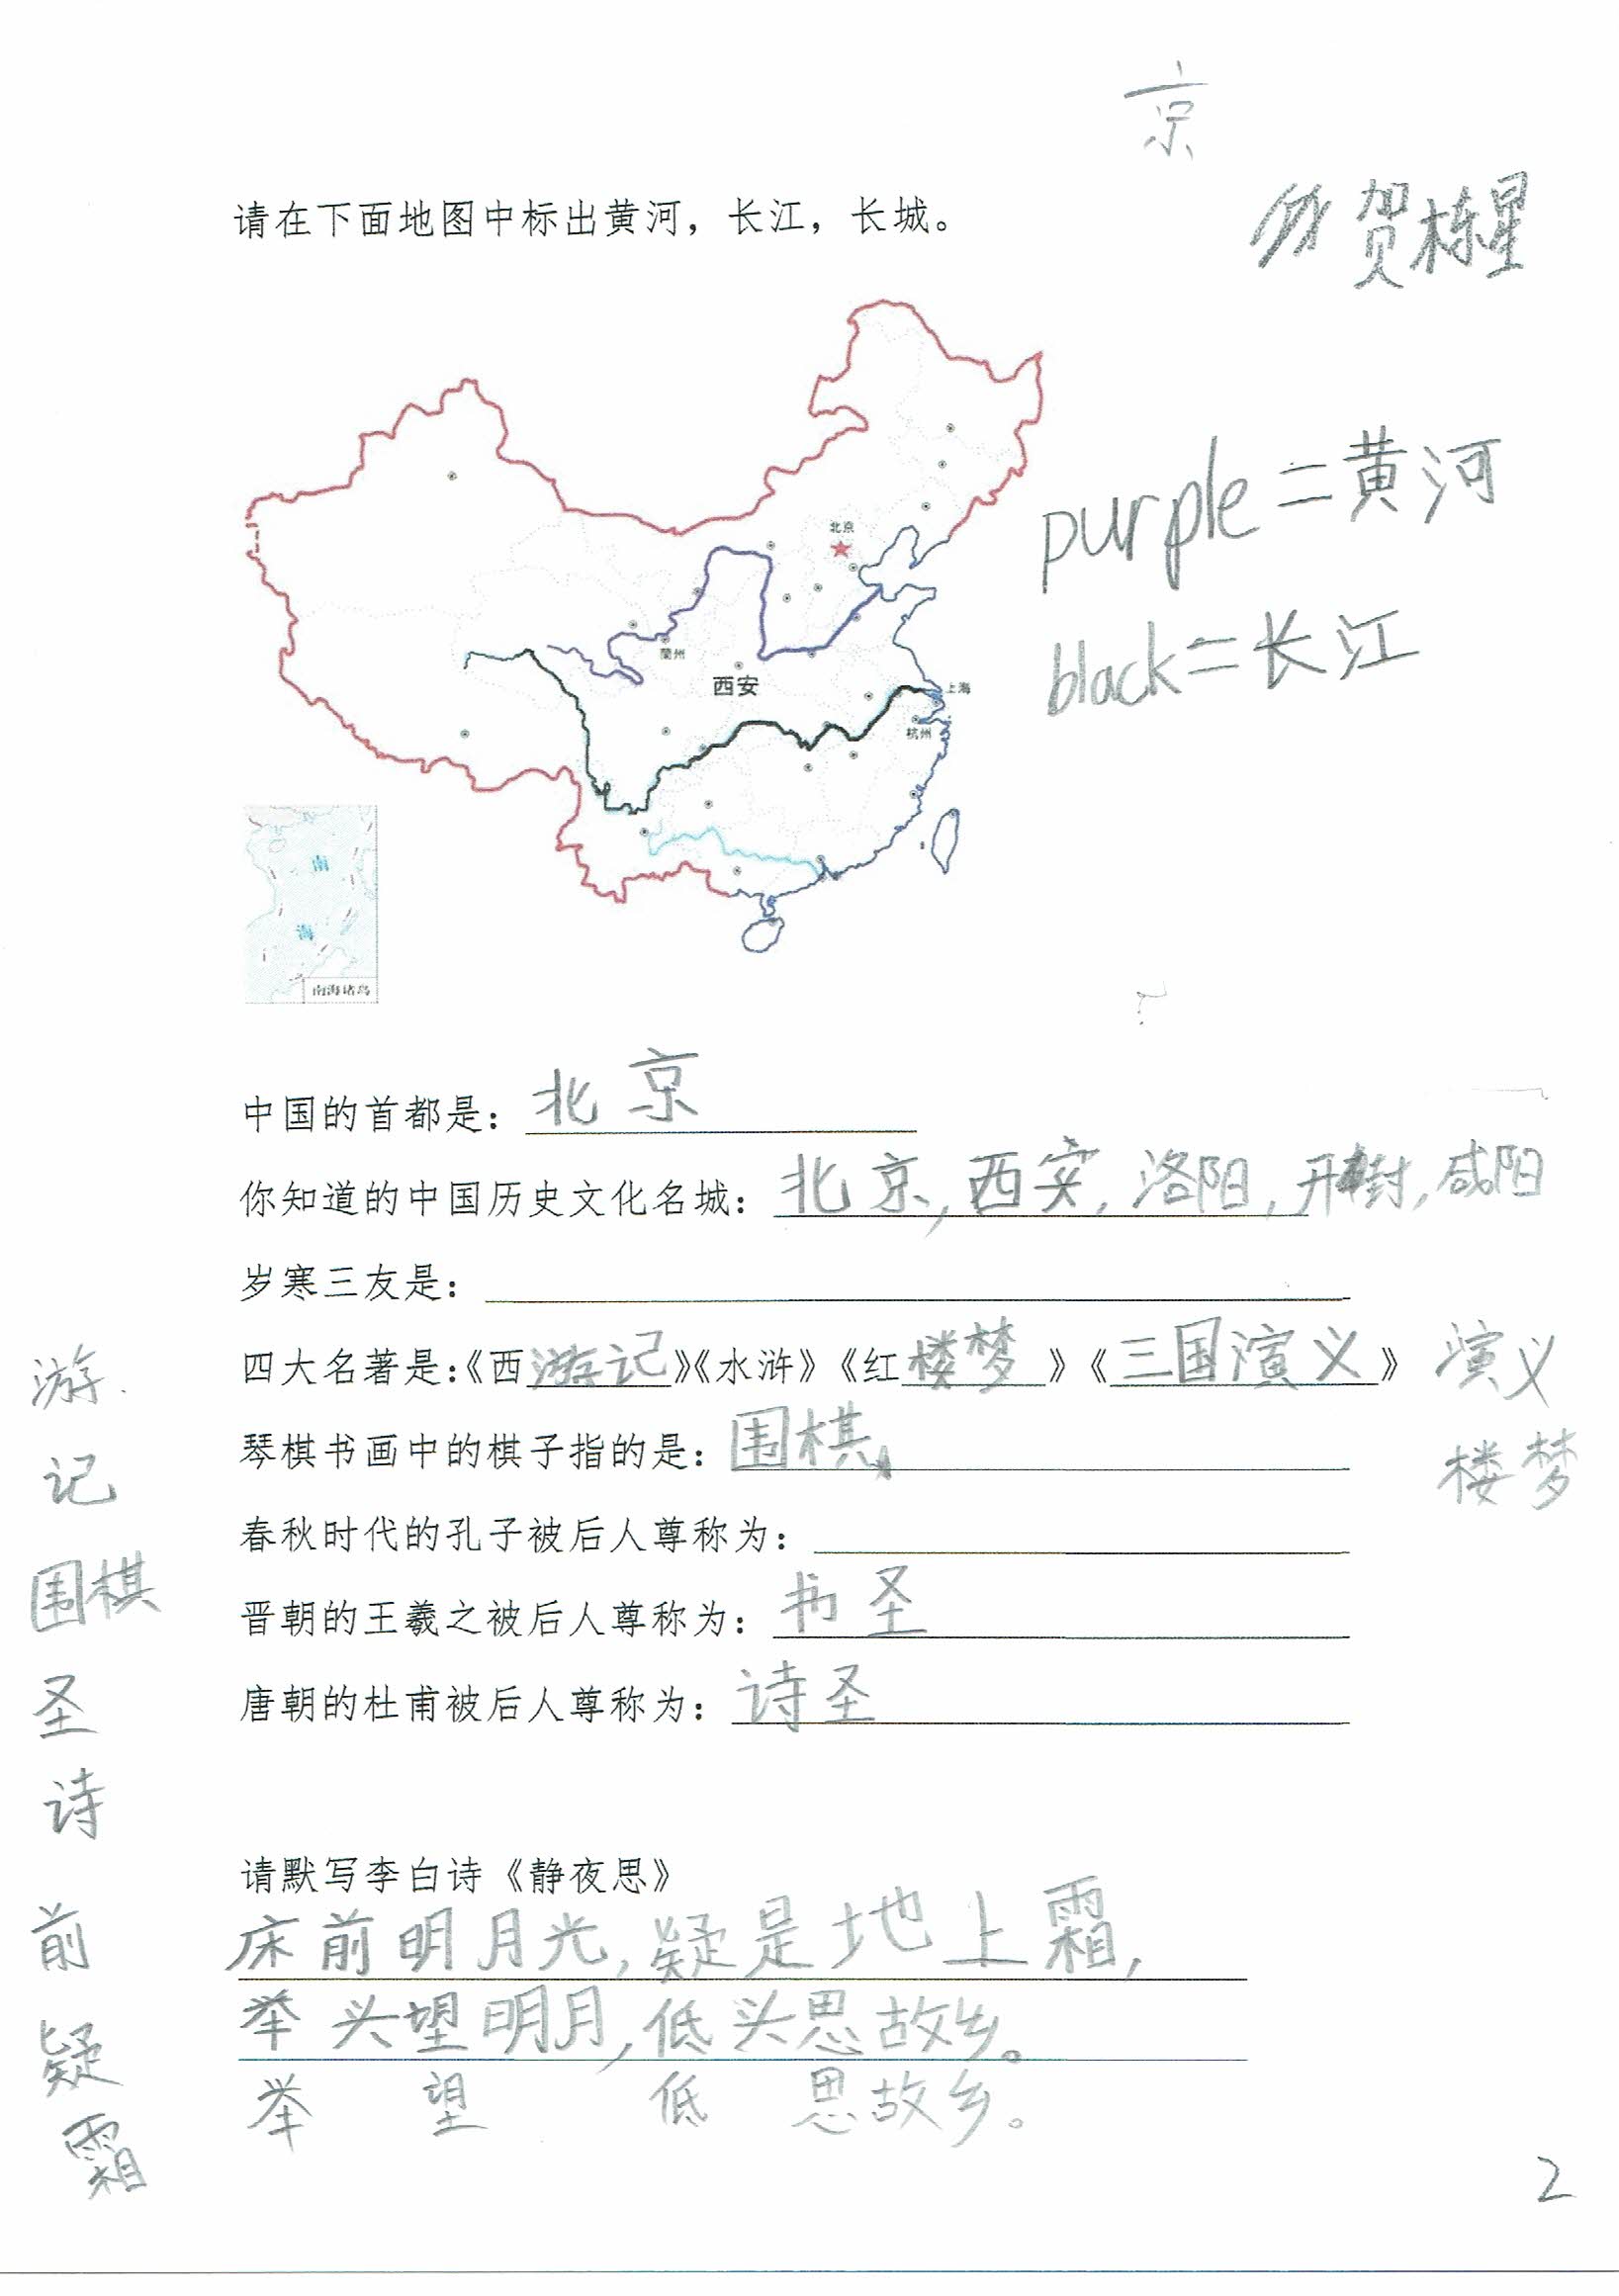 京
请在下面地图中标出黄河，长江，长城。
贺栋星
purple=黄河
black=长江
北京
蘭州
西安
上海
杭州
南
海
南海诸岛
中国的首都是：北京
你知道的中国历史文化名城：北京，西安，洛阳，开封，咸阳
岁寒三友是：
四大名著是：《西游记》《水浒》《红楼梦》《三国演义》 演义
游
琴棋书画中的棋子指的是：围棋 楼梦
记
春秋时代的孔子被后人尊称为：
围棋
晋朝的王羲之被后人尊称为：书圣
圣
唐朝的杜甫被后人尊称为：诗圣
诗
请默写李白诗《静夜思》
前
床前明月光，疑是地上霜，
疑
举头望明月，低头思故乡。
霜
举 望 低 思故乡。
2